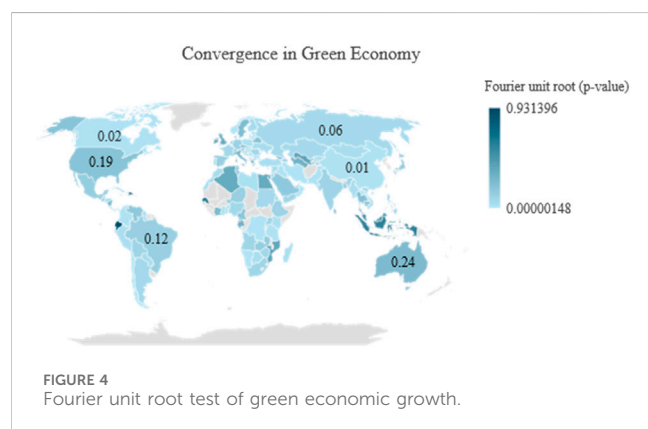 Convergence in Green Economy
Fourier unit root (p-value)
0.931396
0.00000148
0.02
0.19
0.06
0.01
0.12
0.24
FIGURE 4
Fourier unit root test of green economic growth.